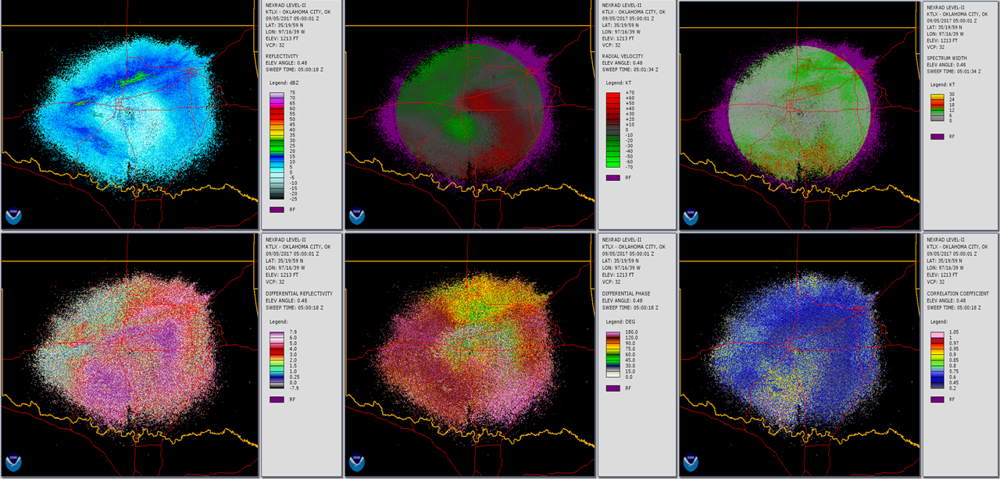 NEXRAD LEVEL-II
KTLX - OKLAHOMA CITY, OK
09/05/2017 05:00:01 Z
LAT: 35/19/59 N
LON: 97/16/39 W
ELEV: 1213 FT
VCP: 32
REFLECTIVITY
ELEV ANGLE: 0.48
SWEEP TIME: 05:00:18 Z
Legend: dBZ
75
70
65
60
55
50
45
40
35
30
25
20
15
10
5
0
-5
-10
-15
-20
-25
RF
NEXRAD LEVEL-II
KTLX - OKLAHOMA CITY, OK
09/05/2017 05:00:01 Z
LAT: 35/19/59 N
LON: 97/16/39 W
ELEV: 1213 FT
VCP: 32
RADIAL VELOCITY
ELEV ANGLE: 0.48
SWEEP TIME: 05:01:34 Z
Legend: KT
+70
+60
+50
+40
+30
+20
+10
0
-10
-20
-30
-40
-50
-60
-70
RF
NEXRAD LEVEL-II
KTLX - OKLAHOMA CITY, OK
09/05/2017 05:00:01 Z
LAT: 35/19/59 N
LON: 97/16/39 W
ELEV: 1213 FT
VCP: 32
SPECTRUM WIDTH
ELEV ANGLE: 0.48
SWEEP TIME: 05:01:34 Z
Legend: KT
30
24
18
12
6
0
RF
NEXRAD LEVEL-II
KTLX - OKLAHOMA CITY, OK
09/05/2017 05:00:01 Z
LAT: 35/19/59 N
LON: 97/16/39 W
ELEV: 1213 FT
VCP: 32
DIFFERENTIAL REFLECTIVITY
ELEV ANGLE: 0.48
SWEEP TIME: 05:00:18 Z
Legend:
7.9
6.0
5.0
4.0
3.0
2.0
1.5
1.0
0.25
0.0
-7.9
RF
NEXRAD LEVEL-II
KTLX - OKLAHOMA CITY, OK
09/05/2017 05:00:01 Z
LAT: 35/19/59 N
LON: 97/16/39 W
ELEV: 1213 FT
VCP: 32
DIFFERENTIAL PHASE
ELEV ANGLE: 0.48
SWEEP TIME: 05:00:18 Z
Legend: DEG
180.0
120.0
90.0
75.0
60.0
45.0
30.0
15.0
0.0
RF
NEXRAD LEVEL-II
KTLX - OKLAHOMA CITY, OK
09/05/2017 05:00:01 Z
LAT: 35/19/59 N
LON: 97/16/39 W
ELEV: 1213 FT
VCP: 32
CORRELATION COEFFICIENT
ELEV ANGLE: 0.48
SWEEP TIME: 05:00:18 Z
Legend:
1.05
1
0.97
0.95
0.9
0.85
0.8
0.75
0.6
0.45
0.2
RF